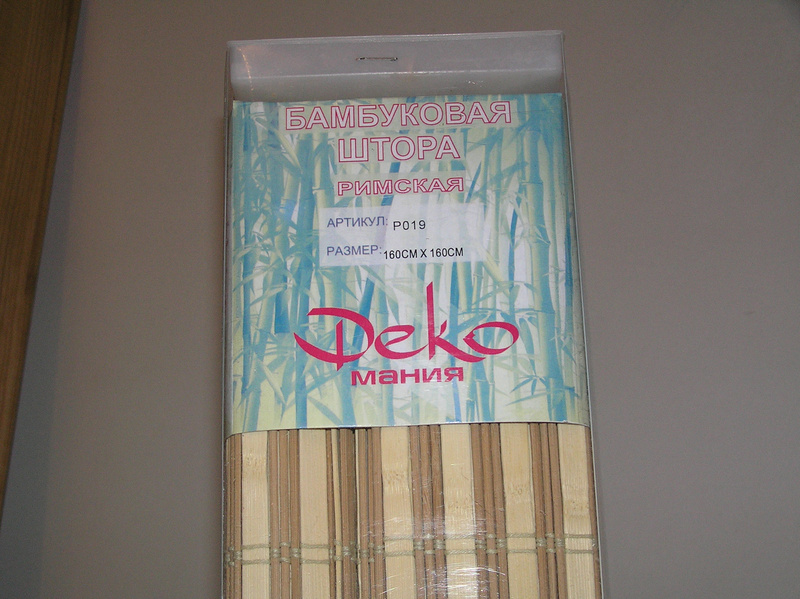 БАМБУКОВАЯ
ШТОРА
РИМСКАЯ
АРТИКУЛ: P019
РАЗМЕР: 160CM X 160CM
Деко
мания